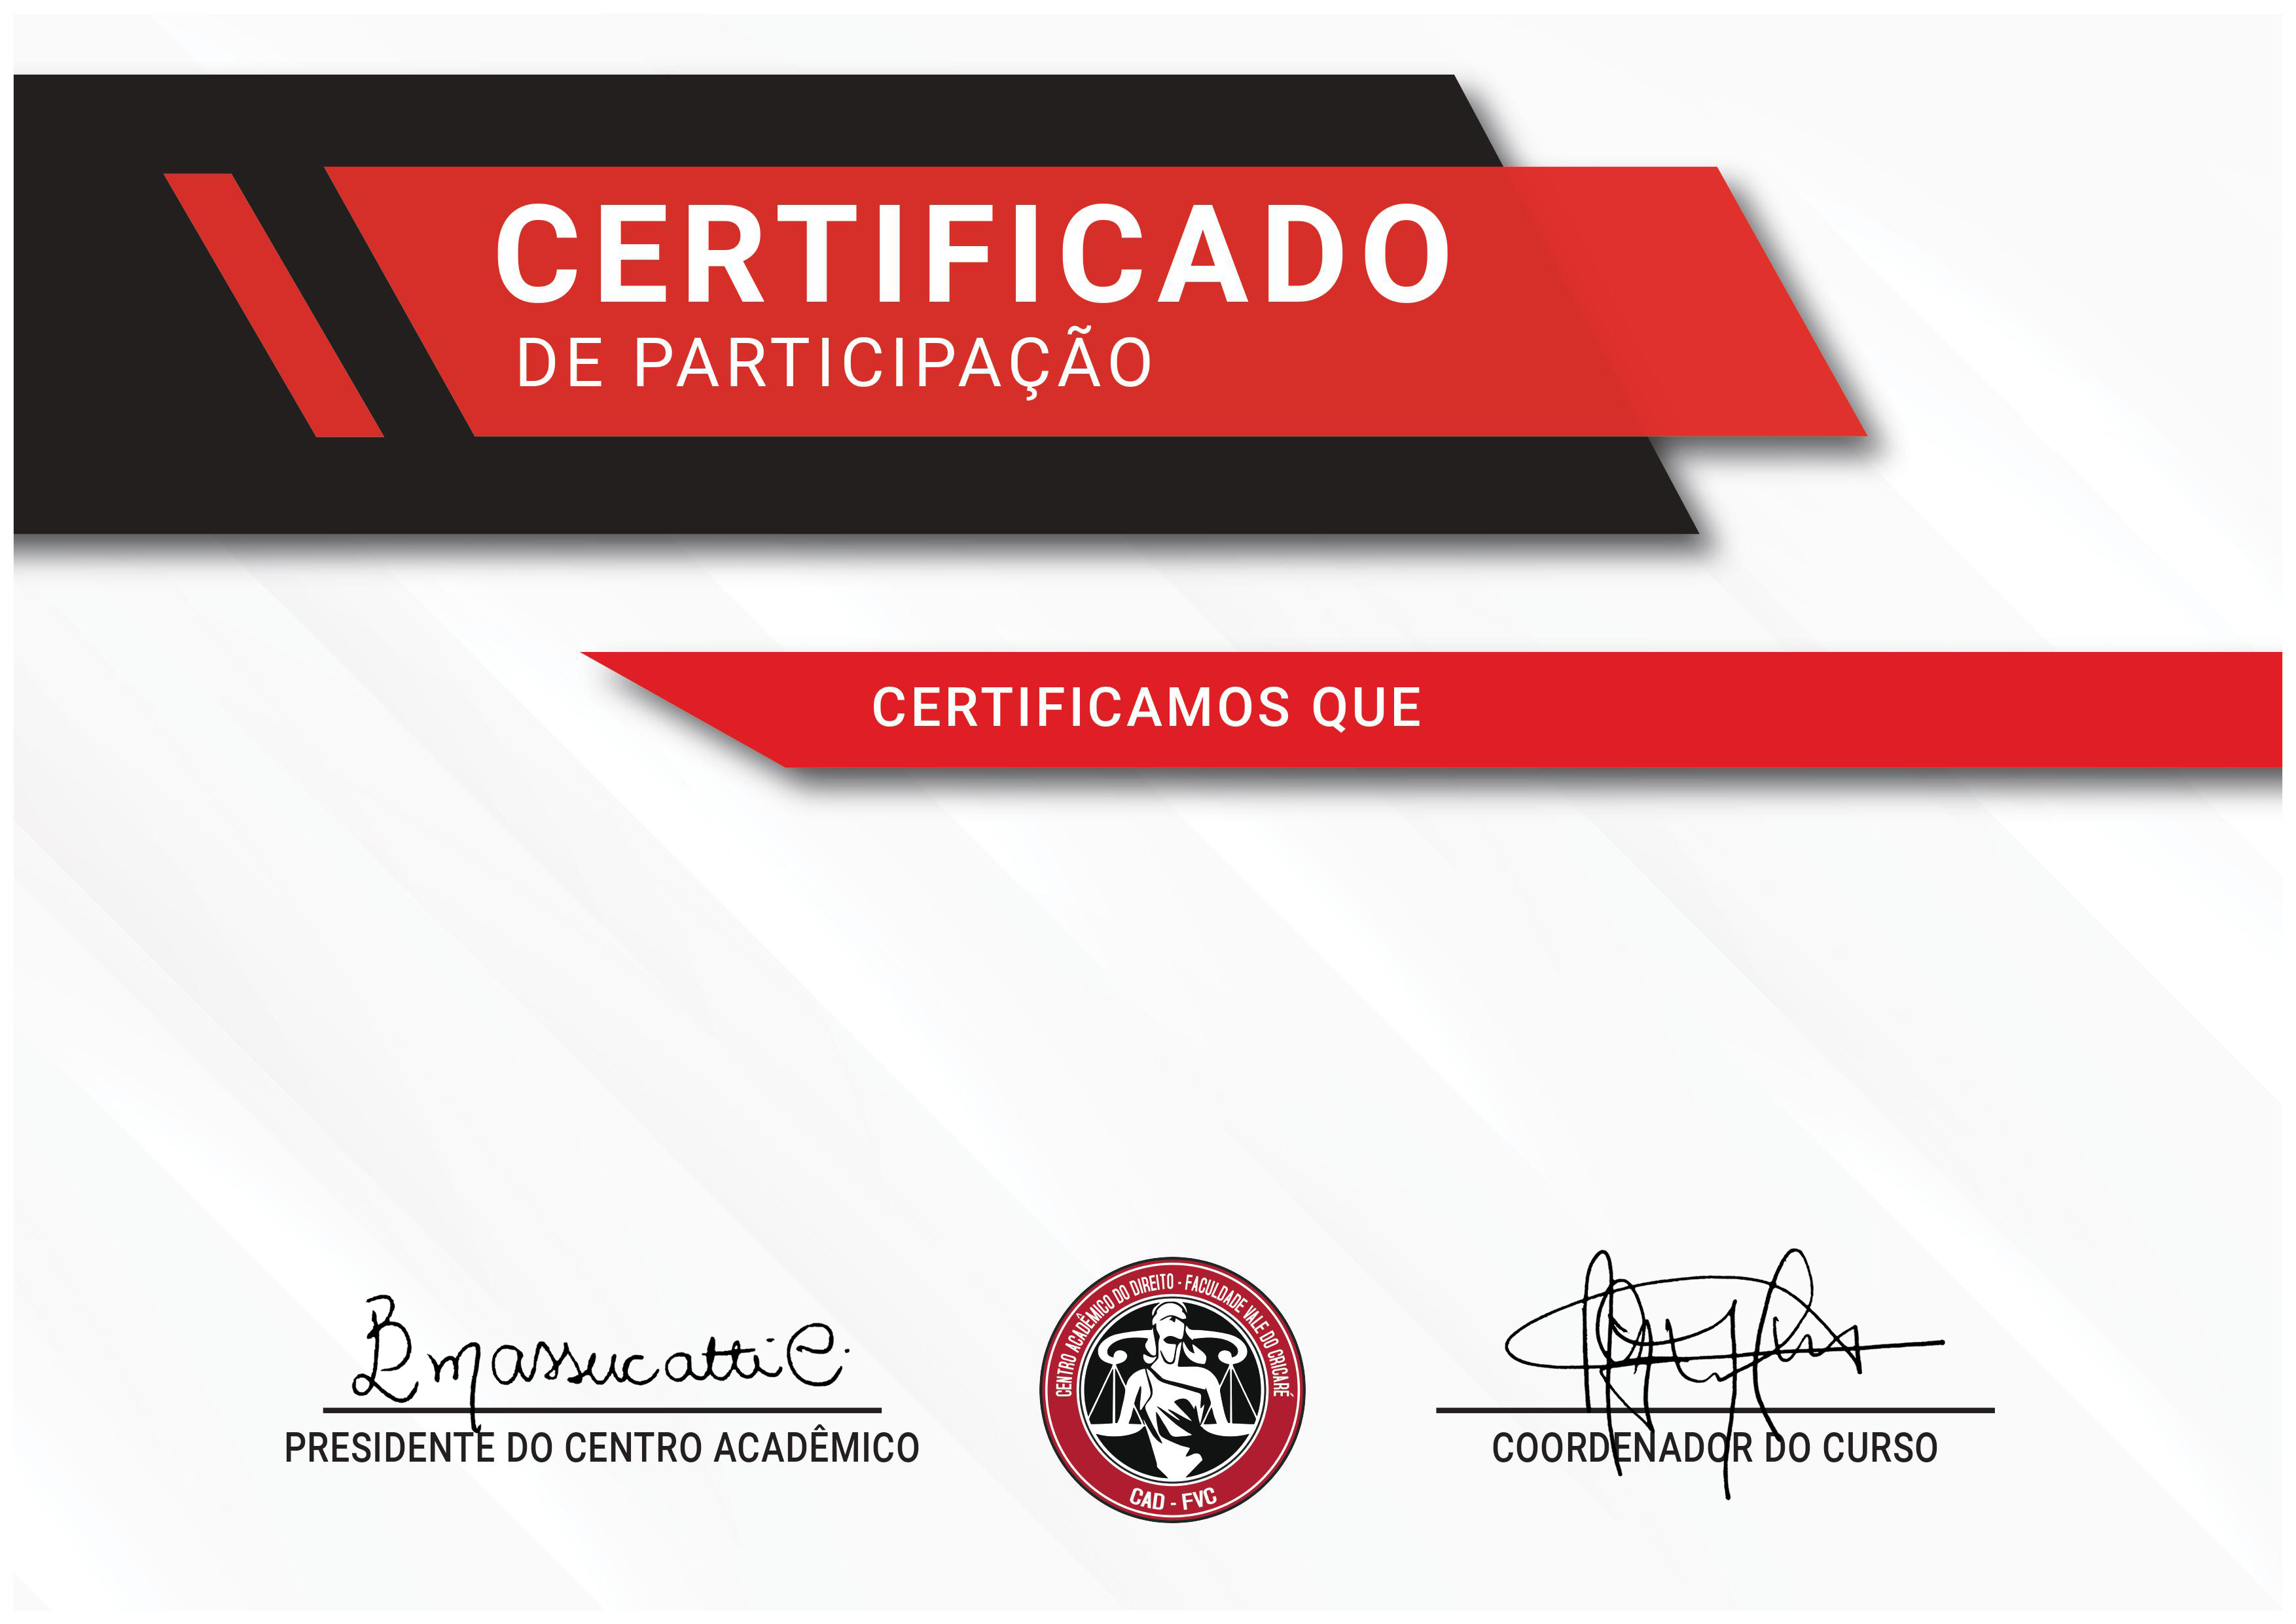 CERTIFICADO
DE PARTICIPAÇÃO
CERTIFICAMOS QUE
BmassucattiC.
PRESIDENTE DO CENTRO ACADÊMICO
CENTRO ACADÊMICO DO DIREITO - FACULDADE VALE DO CRICARÉ
CAD - FVC
COORDENADOR DO CURSO